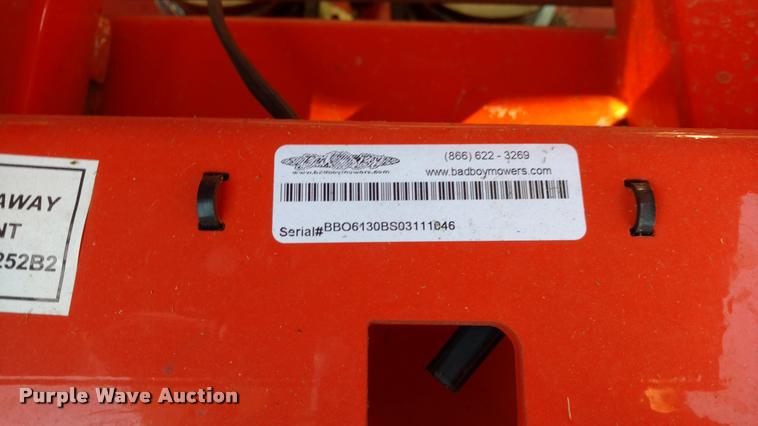 (866) 622 - 3269
www.badboymowers.com
www.badboymowers.com
Serial#BBO6130BS03111046
AWAY
NT
252B2
Purple Wave Auction